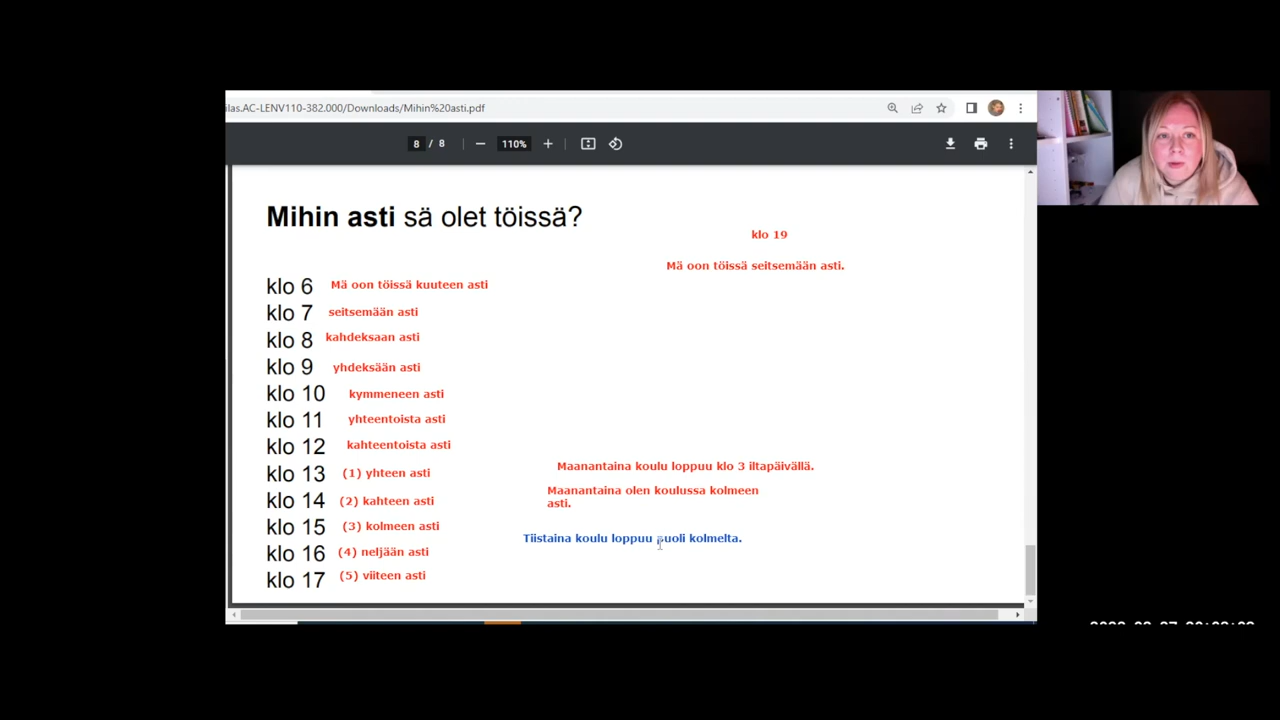 ilas.AC-LENV110-382.000/Downloads/Mihin%20asti.pdf
8 / 8
110%
Mihin asti sä olet töissä?
klo 19
Mä oon töissä seitsemään asti.
klo 6 Mä oon töissä kuuteen asti
klo 7 seitsemään asti
klo 8 kahdeksaan asti
klo 9 yhdeksään asti
klo 10 kymmeneen asti
klo 11 yhteentoista asti
klo 12 kahteentoista asti
klo 13 (1) yhteen asti
klo 14 (2) kahteen asti
klo 15 (3) kolmeen asti
klo 16 (4) neljään asti
klo 17 (5) viiteen asti
Maanantaina koulu loppuu klo 3 iltapäivällä.
Maanantaina olen koulussa kolmeen
asti.
Tiistaina koulu loppuu puoli kolmelta.